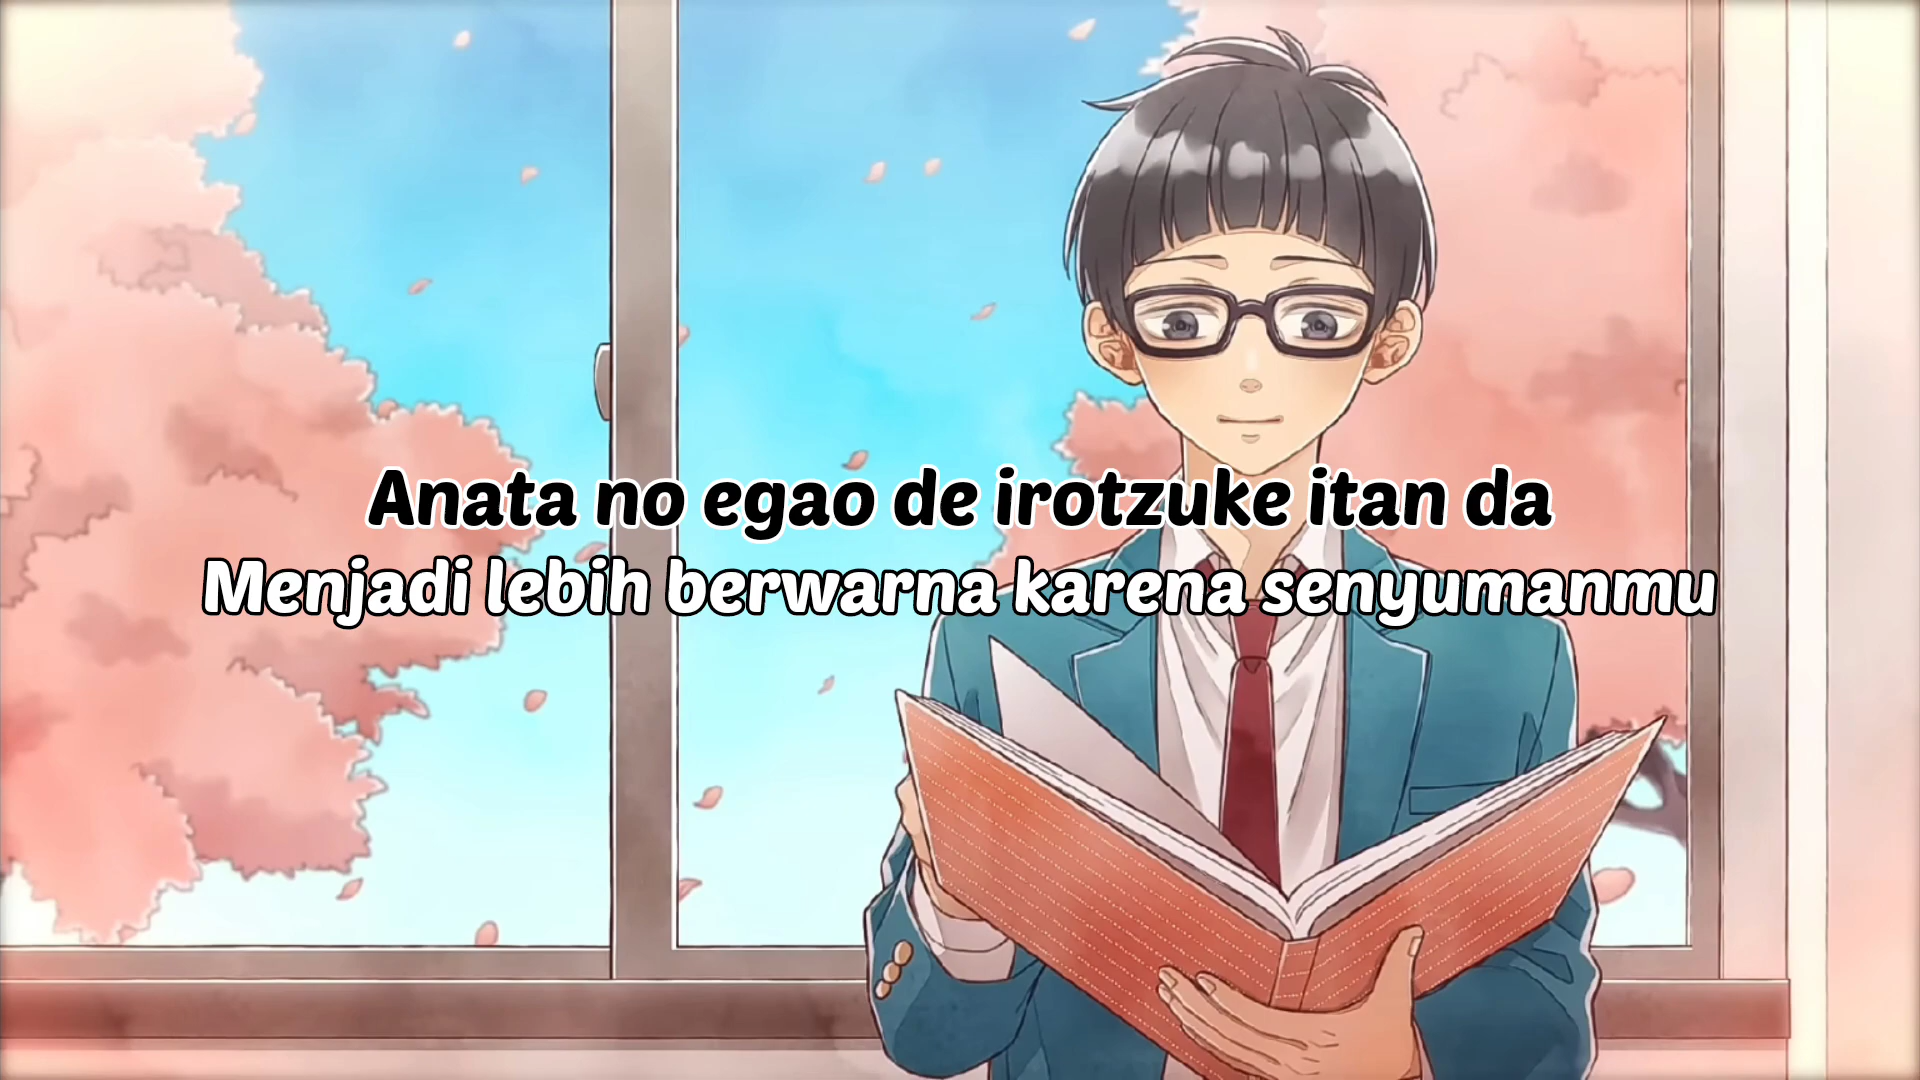 Anata no egao de irotzuke itan da
Menjadi lebih berwarna karena senyumanmu